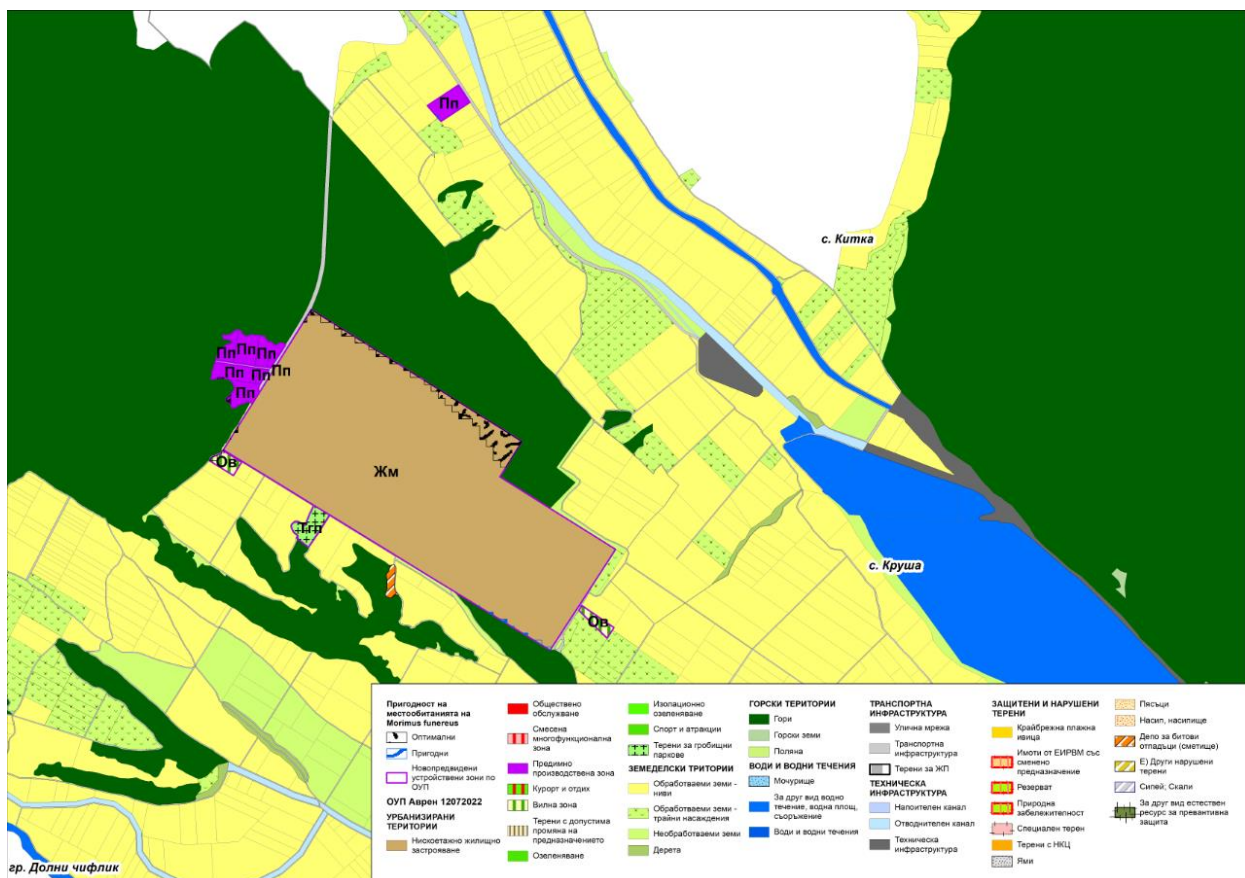 Пп
с. Китка
Пп Пп Пп
Пп Пп Пп
Пп
Ов
Жм
Тгп
с. Круша
Ов
гр. Долни чифлик
Пригодност на
местообитанията на
Morimus funereus
Оптимални
Пригодни
Новопредвидени
устройствени зони по
ОУП
ОУП Аврен 12072022
УРБАНИЗИРАНИ
ТЕРИТОРИИ
Нискоетажно жилищно
застрояване
Обществено
обслужване
Смесена
многофункционална
зона
Предимно
производствена зона
Курорт и отдих
Вилна зона
Терени с допустима
промяна на
предназначението
Озеленяване
Изолационно
озеленяване
Спорт и атракции
Терени за гробищни
паркове
ЗЕМЕДЕЛСКИ ТРИТОРИИ
Обработваеми земи -
ниви
Обработваеми земи -
трайни насаждения
Необработваеми земи
Дерета
ГОРСКИ ТЕРИТОРИИ
Гори
Горски земи
Поляна
ВОДИ И ВОДНИ ТЕЧЕНИЯ
Мочурище
За друг вид водно
течение, водна площ,
съоръжение
Води и водни течения
ТРАНСПОРТНА
ИНФРАСТРУКТУРА
Улична мрежа
Транспортна
инфраструктура
Терени за ЖП
ТЕХНИЧЕСКА
ИНФРАСТРУКТУРА
Напоителен канал
Отводнителен канал
Техническа
инфраструктура
ЗАЩИТЕНИ И НАРУШЕНИ
ТЕРЕНИ
Крайбрежна плажна
ивица
Имоти от ЕИРВМ със
сменено
предназначение
Резерват
Природна
забележителност
Специален терен
Терени с НКЦ
Ями
Пясъци
Насип, насипище
Депо за битови
отпадъци (сметище)
Е) Други нарушени
терени
Сипей, Скали
За друг вид естествен
ресурс за превантивна
защита